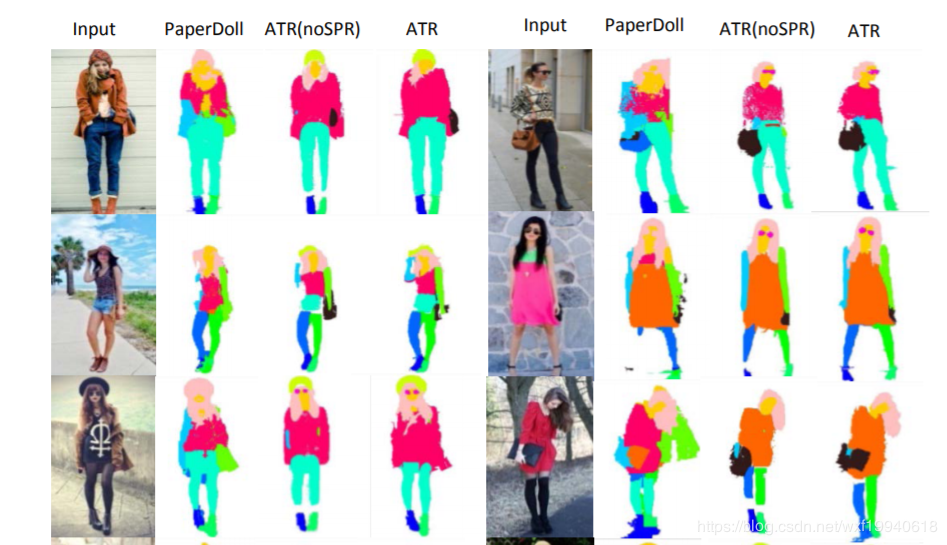 Input PaperDoll ATR(noSPR) ATR Input PaperDoll ATR(noSPR) ATR
https://blog.csdn.net/wxf19940618